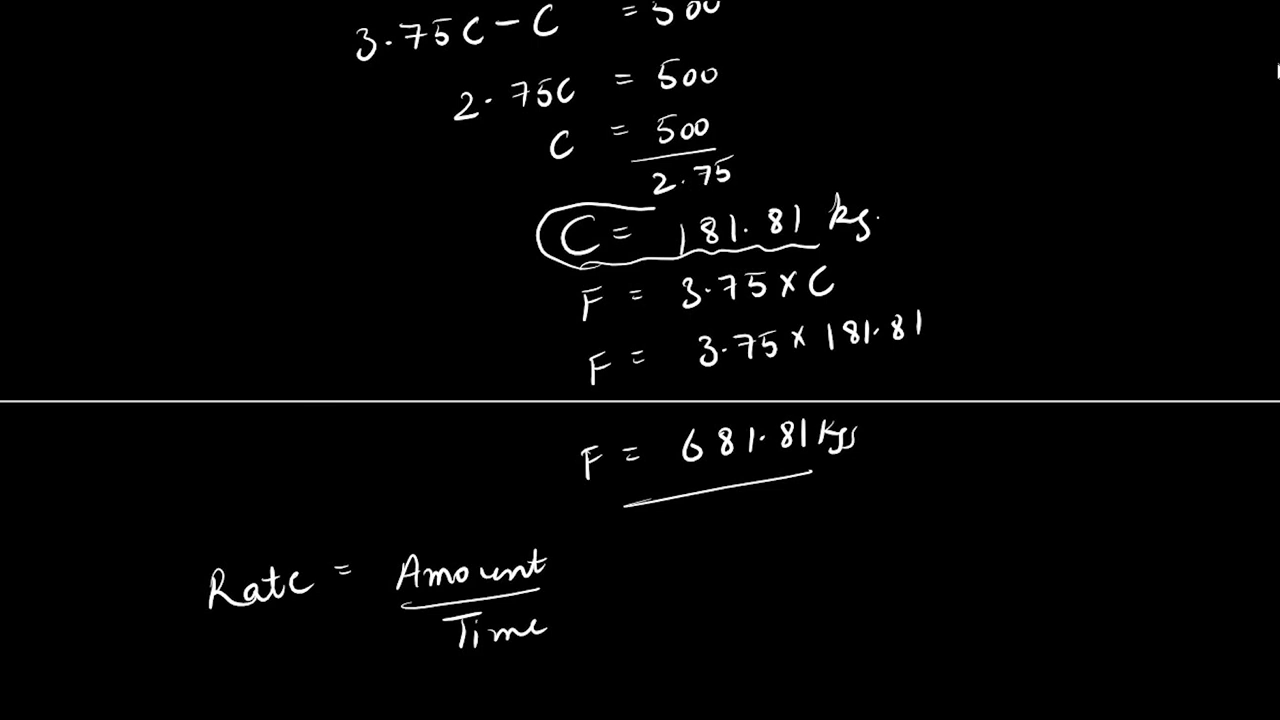 3.75C - C = 500
2.75C = 500
C = 500
2.75
C = 181.81 kg.
F = 3.75 x C
F = 3.75 x 181.81
F = 681.81 kgs
Rate = Amount
Time